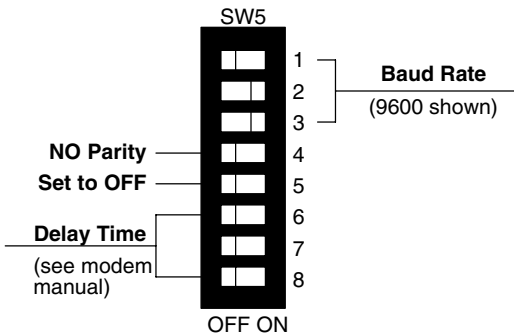 SW5
1
2
3
4
5
6
7
8
Baud Rate
(9600 shown)
NO Parity
Set to OFF
Delay Time
(see modem
manual)
OFF ON